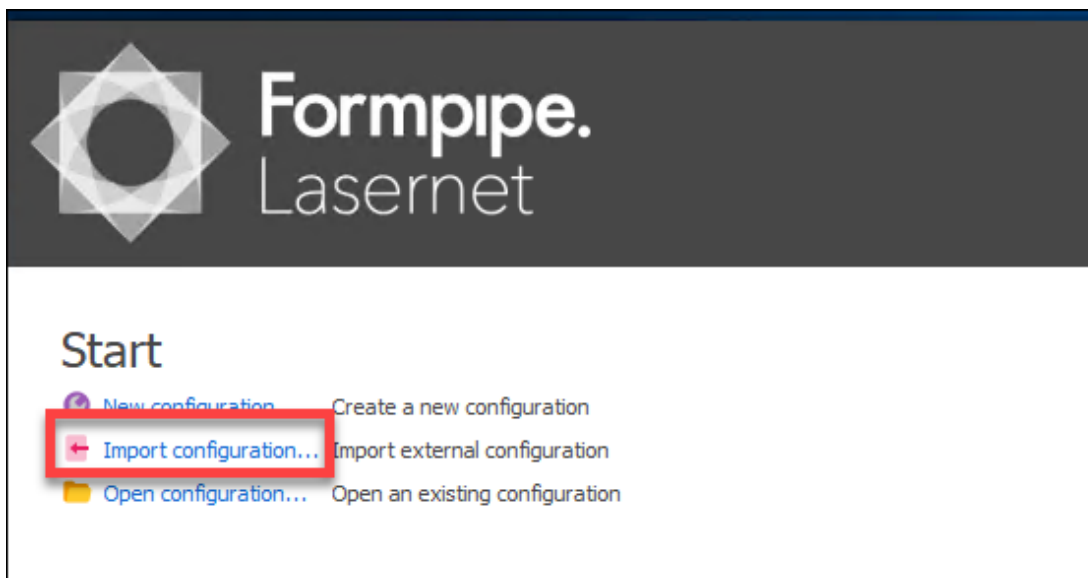 Formpipe.
Lasernet
Start
New configuration... Create a new configuration
Import configuration... Import external configuration
Open configuration... Open an existing configuration